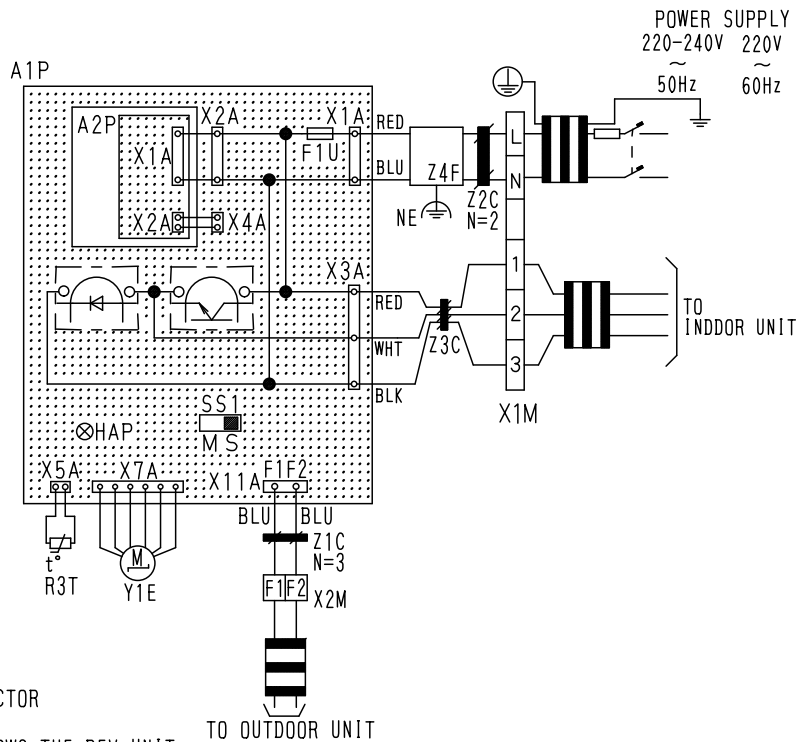 POWER SUPPLY
220-240V 220V
~ ~
50Hz 60Hz
A1P
A2P
X2A
X1A
RED
X1A
F1U
BLU
Z4F
L
N
Z2C
N=2
NE
X2A
X4A
X3A
RED
1
WHT
2
Z3C
BLK
3
TO
INDDOR UNIT
X1M
SS1
M S
HAP
X5A
X7A
X11A
F1F2
BLU
BLU
Z1C
N=3
t°
R3T
M
Y1E
F1 F2
X2M
CTOR
TO OUTDOOR UNIT